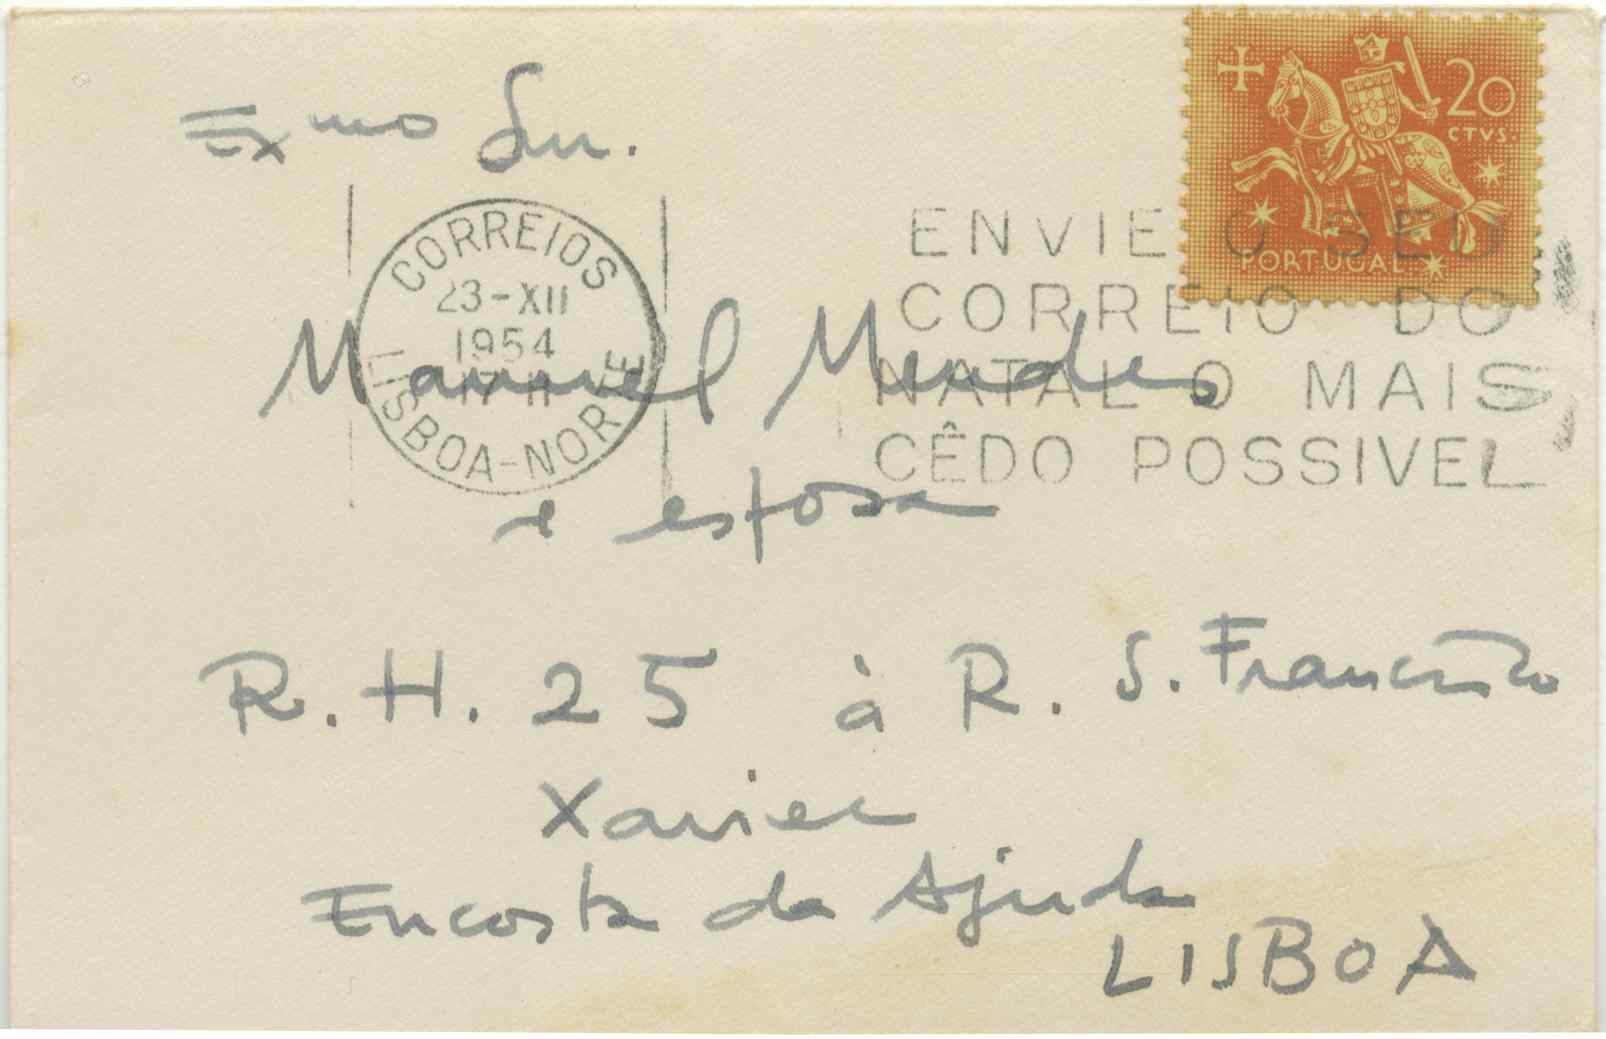 Exmo Snr.
20
CTVS.
PORTUGAL
CORREIOS
23-XII
1954
17 H
LISBOA-NORTE
ENVIE O SEU
CORREIO DO
NATAL O MAIS
CÊDO POSSIVEL
Manuel Mendes
e esposa
R. H. 25 à R. S. Francisco
Xavier
Encosta da Ajuda
LISBOA